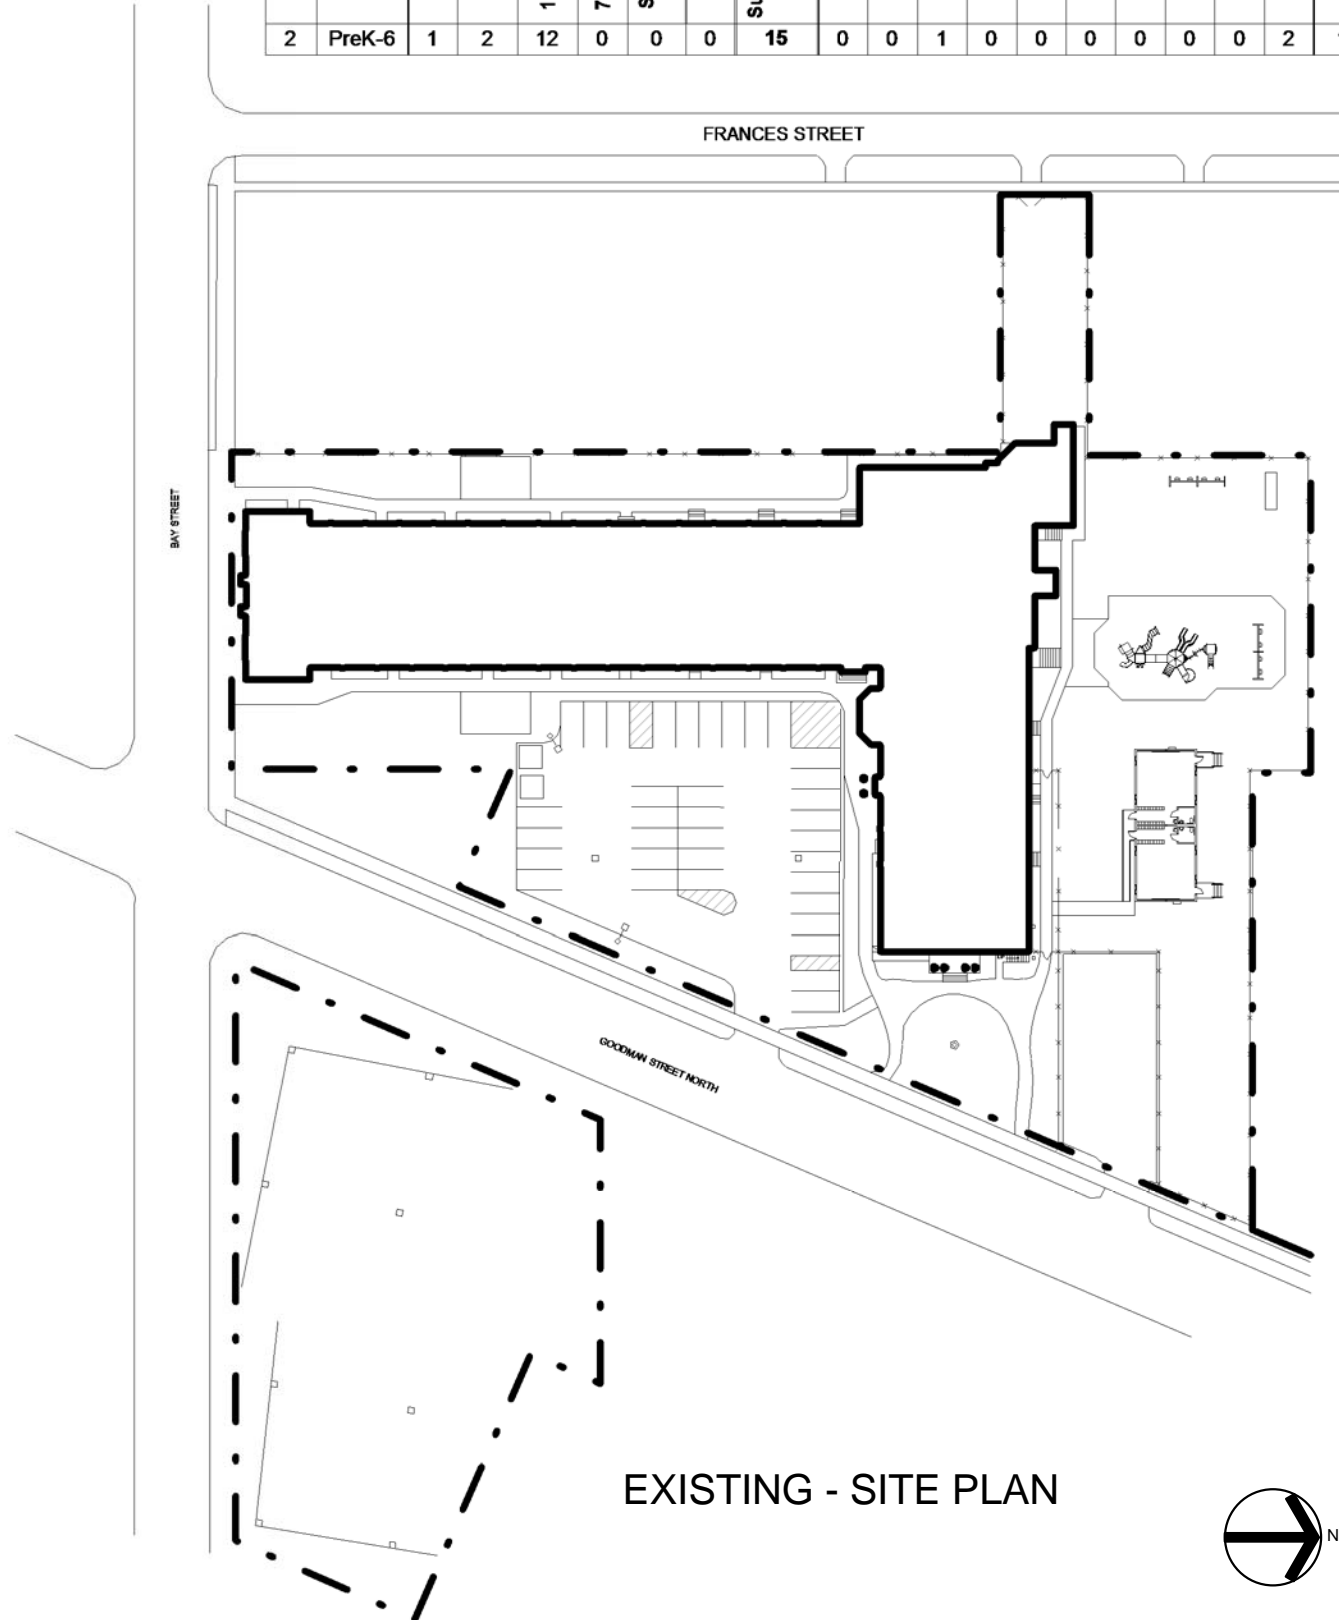 2 PreK-6 1 2 12 0 0 0 15 0 0 1 0 0 0 0 0 0 2
FRANCES STREET
BAY STREET
GOODMAN STREET NORTH
EXISTING - SITE PLAN
N